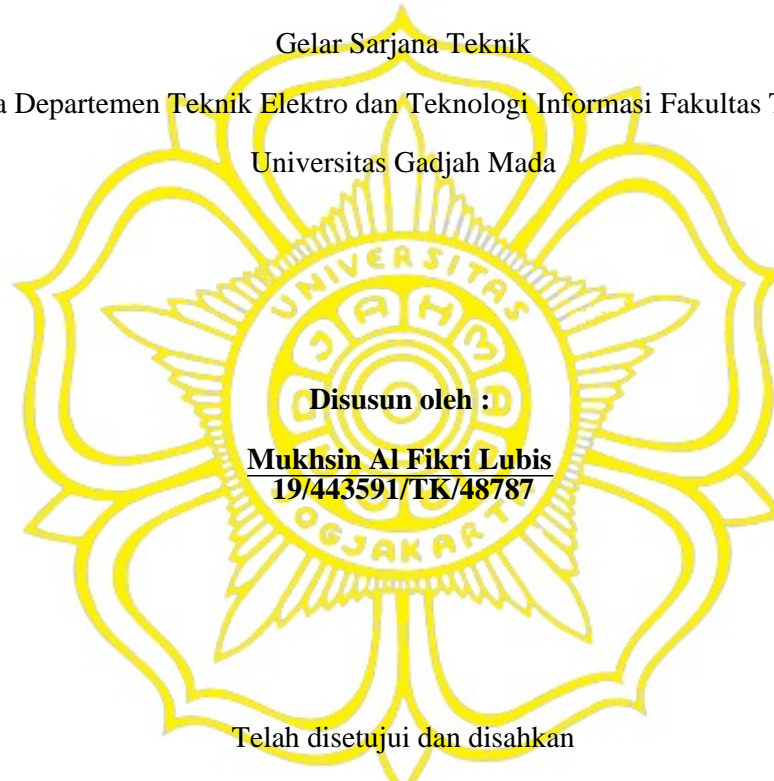 Gelar Sarjana Teknik
a Departemen Teknik Elektro dan Teknologi Informasi Fakultas T
Universitas Gadjah Mada
UNIVERSITAS
Disusun oleh :
Mukhsin Al Fikri Lubis
19/443591/TK/48787
Telah disetujui dan disahkan